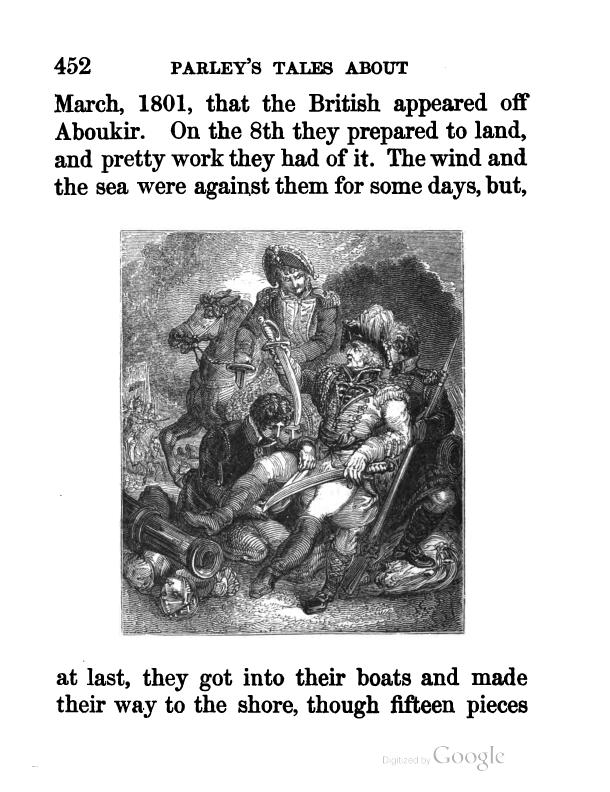 452 PARLEY'S TALES ABOUT
March, 1801, that the British appeared off
Aboukir. On the 8th they prepared to land,
and pretty work they had of it. The wind and
the sea were against them for some days, but,
at last, they got into their boats and made
their way to the shore, though fifteen pieces
Digitized by Google